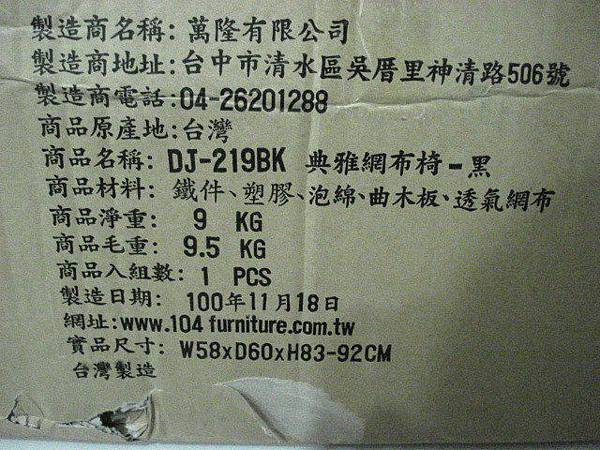 製造商名稱: 萬隆有限公司
製造商地址:台中市清水區吳厝里神清路506號
製造商電話:04-26201288
商品原產地:台灣
商品名稱: DJ-219BK 典雅網布椅-黑
商品材料: 鐵件、塑膠、泡綿、曲木板、透氣網布
商品淨重: 9 KG
商品毛重: 9.5 KG
商品入組數: 1 PCS
製造日期: 100年11月18日
網址:www.104 furniture.com.tw
實品尺寸: W58xD60xH83-92CM
台灣製造